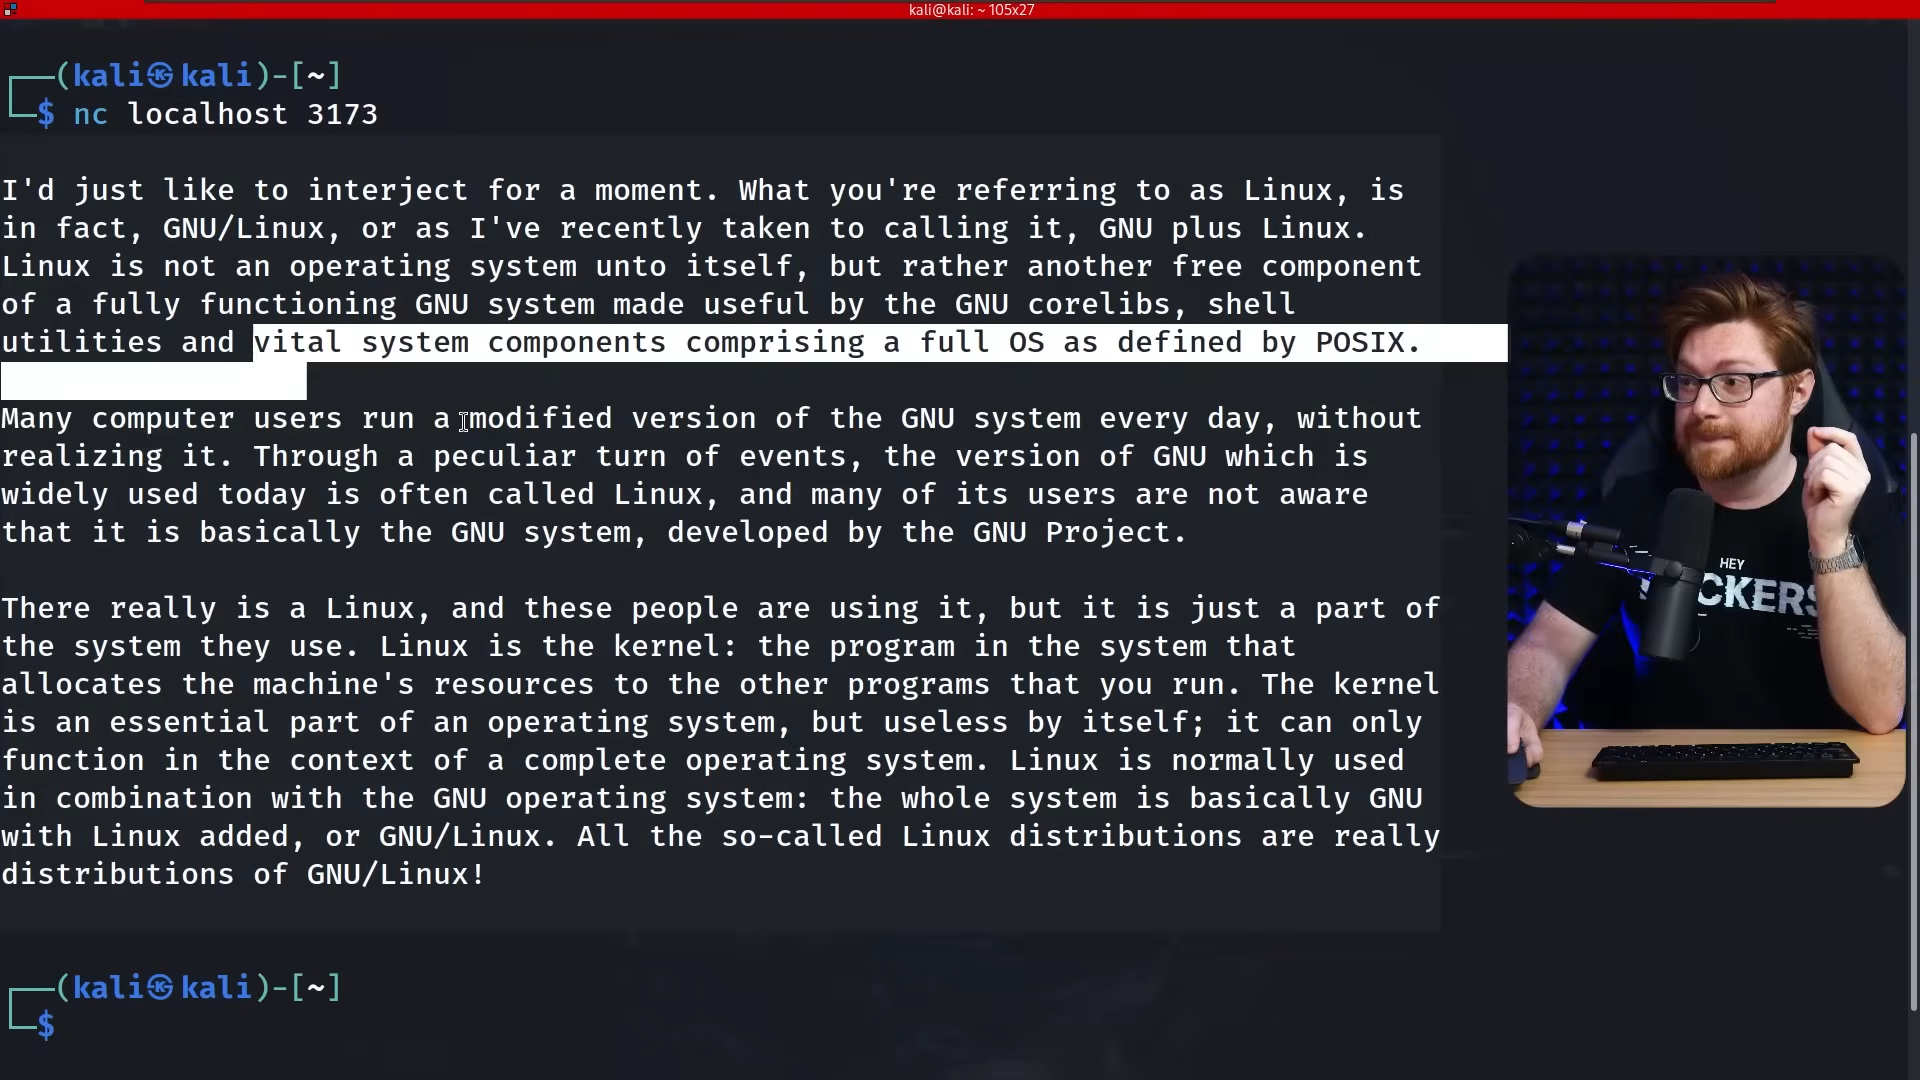 kali@kali: ~ 105x27
┌──(kali㉿kali)-[~]
└─$ nc localhost 3173
I'd just like to interject for a moment. What you're referring to as Linux, is
in fact, GNU/Linux, or as I've recently taken to calling it, GNU plus Linux.
Linux is not an operating system unto itself, but rather another free component
of a fully functioning GNU system made useful by the GNU corelibs, shell
utilities and vital system components comprising a full OS as defined by POSIX.
Many computer users run a modified version of the GNU system every day, without
realizing it. Through a peculiar turn of events, the version of GNU which is
widely used today is often called Linux, and many of its users are not aware
that it is basically the GNU system, developed by the GNU Project.
There really is a Linux, and these people are using it, but it is just a part of
the system they use. Linux is the kernel: the program in the system that
allocates the machine's resources to the other programs that you run. The kernel
is an essential part of an operating system, but useless by itself; it can only
function in the context of a complete operating system. Linux is normally used
in combination with the GNU operating system: the whole system is basically GNU
with Linux added, or GNU/Linux. All the so-called Linux distributions are really
distributions of GNU/Linux!
┌──(kali㉿kali)-[~]
└─$
HEY